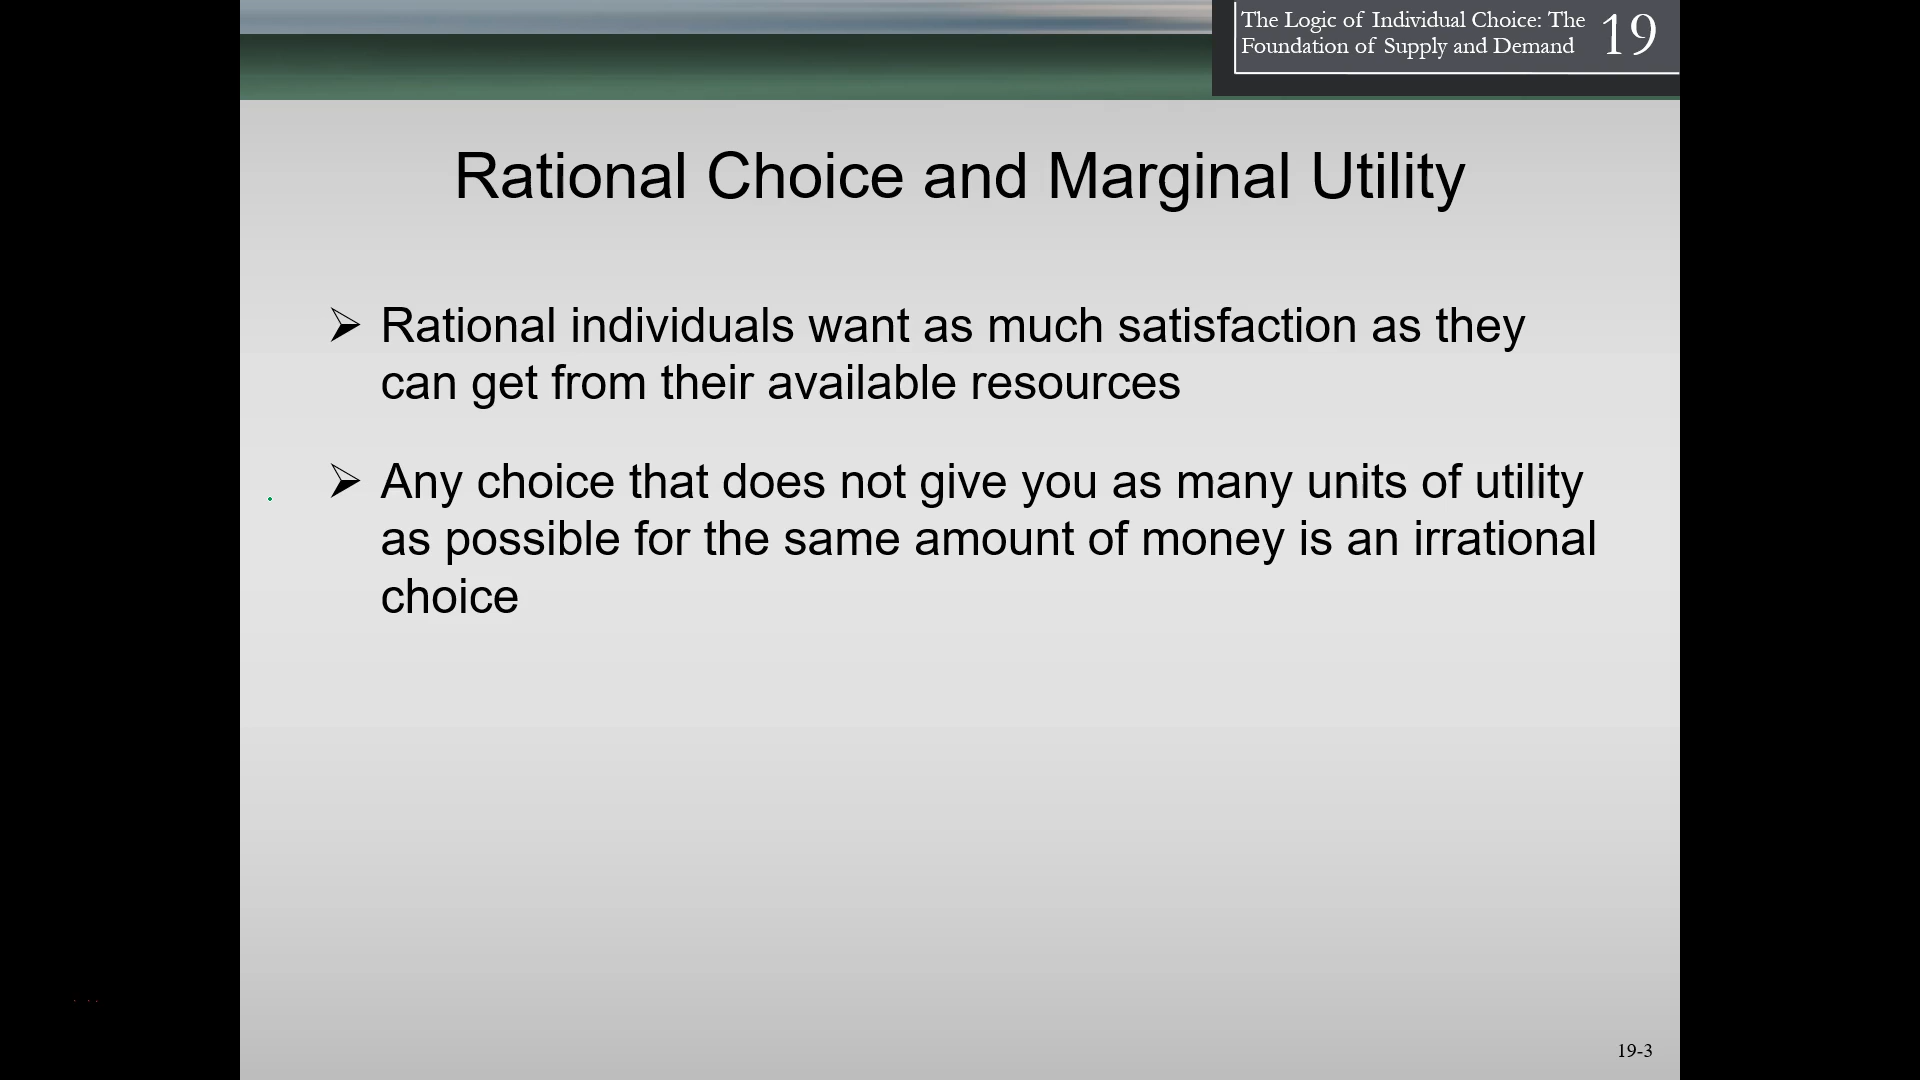 The Logic of Individual Choice: The
Foundation of Supply and Demand
19
Rational Choice and Marginal Utility
➢ Rational individuals want as much satisfaction as they
can get from their available resources
➢ Any choice that does not give you as many units of utility
as possible for the same amount of money is an irrational
choice
19-3